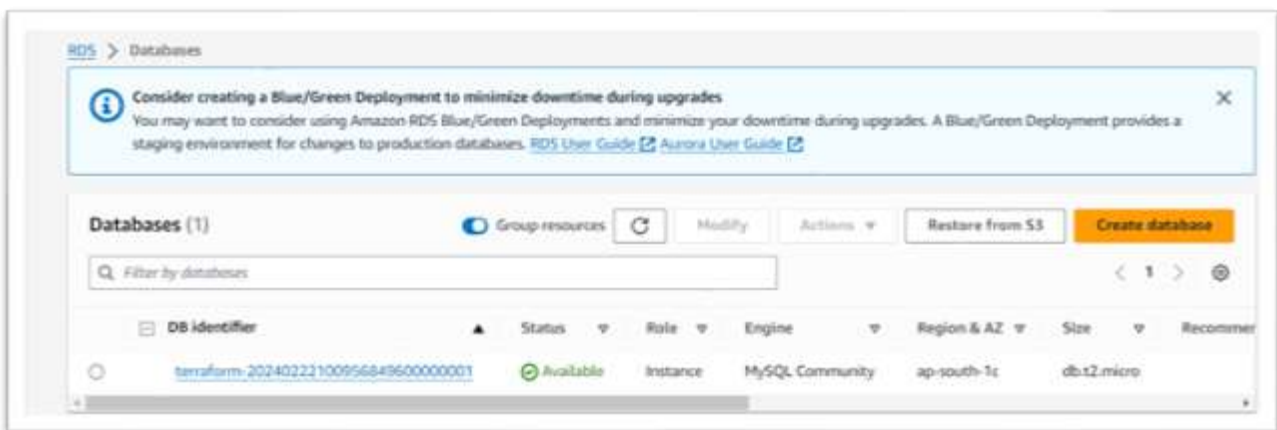 RDS > Databases
Consider creating a Blue/Green Deployment to minimize downtime during upgrades
You may want to consider using Amazon RDS Blue/Green Deployments and minimize your downtime during upgrades. A Blue/Green Deployment provides a
staging environment for changes to production databases. RDS User Guide Aurora User Guide
Databases (1) Group resources Modify Actions Restore from S3 Create database
Filter by databases 1
DB identifier Status Role Engine Region & AZ Size Recommen
terraform-20240222100956849600000001 Available Instance MySQL Community ap-south-1c db.t2.micro